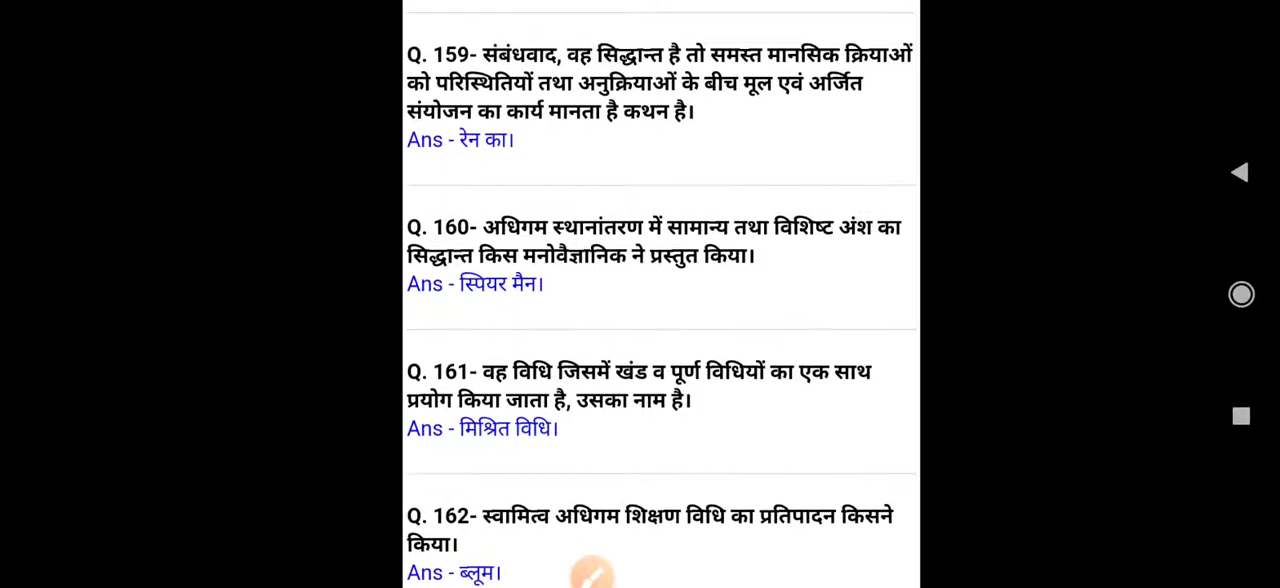 Q. 159- संबंधवाद, वह सिद्धान्त है तो समस्त मानसिक क्रियाओं
को परिस्थितियों तथा अनुक्रियाओं के बीच मूल एवं अर्जित
संयोजन का कार्य मानता है कथन है।
Ans - रेन का।
Q. 160- अधिगम स्थानांतरण में सामान्य तथा विशिष्ट अंश का
सिद्धान्त किस मनोवैज्ञानिक ने प्रस्तुत किया।
Ans - स्पियर मैन।
Q. 161- वह विधि जिसमें खंड व पूर्ण विधियों का एक साथ
प्रयोग किया जाता है, उसका नाम है।
Ans - मिश्रित विधि।
Q. 162- स्वामित्व अधिगम शिक्षण विधि का प्रतिपादन किसने
किया।
Ans - ब्लूम।